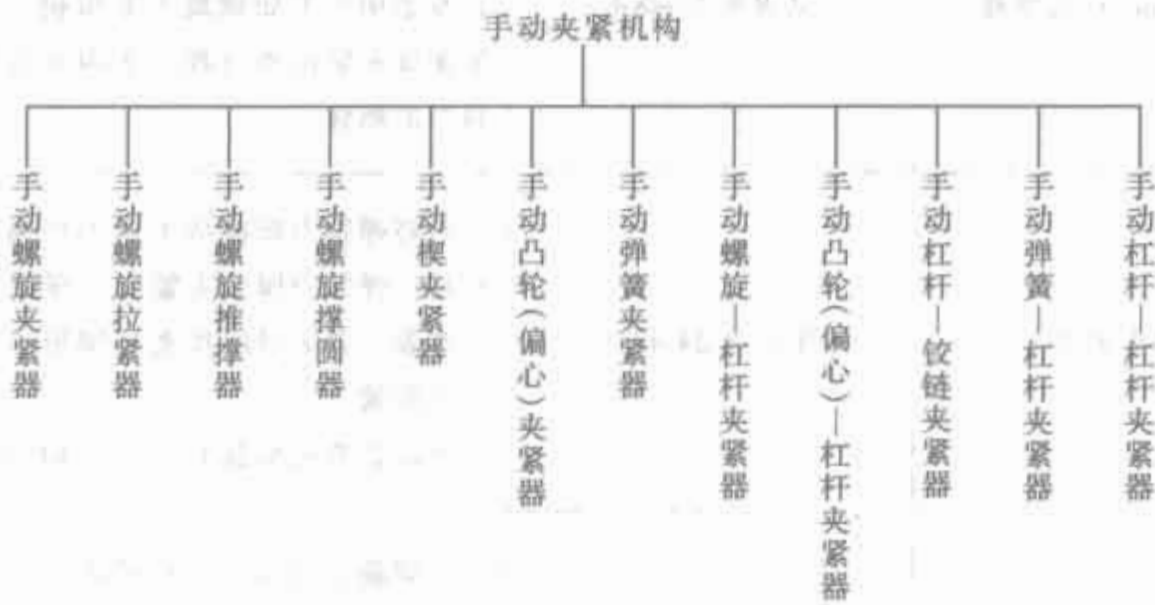 手动夹紧机构
手动螺旋夹紧器
手动螺旋拉紧器
手动螺旋推撑器
手动螺旋撑圆器
手动楔夹紧器
手动凸轮(偏心)夹紧器
手动弹簧夹紧器
手动螺旋—杠杆夹紧器
手动凸轮(偏心)—杠杆夹紧器
手动杠杆—铰链夹紧器
手动弹簧—杠杆夹紧器
手动杠杆—杠杆夹紧器